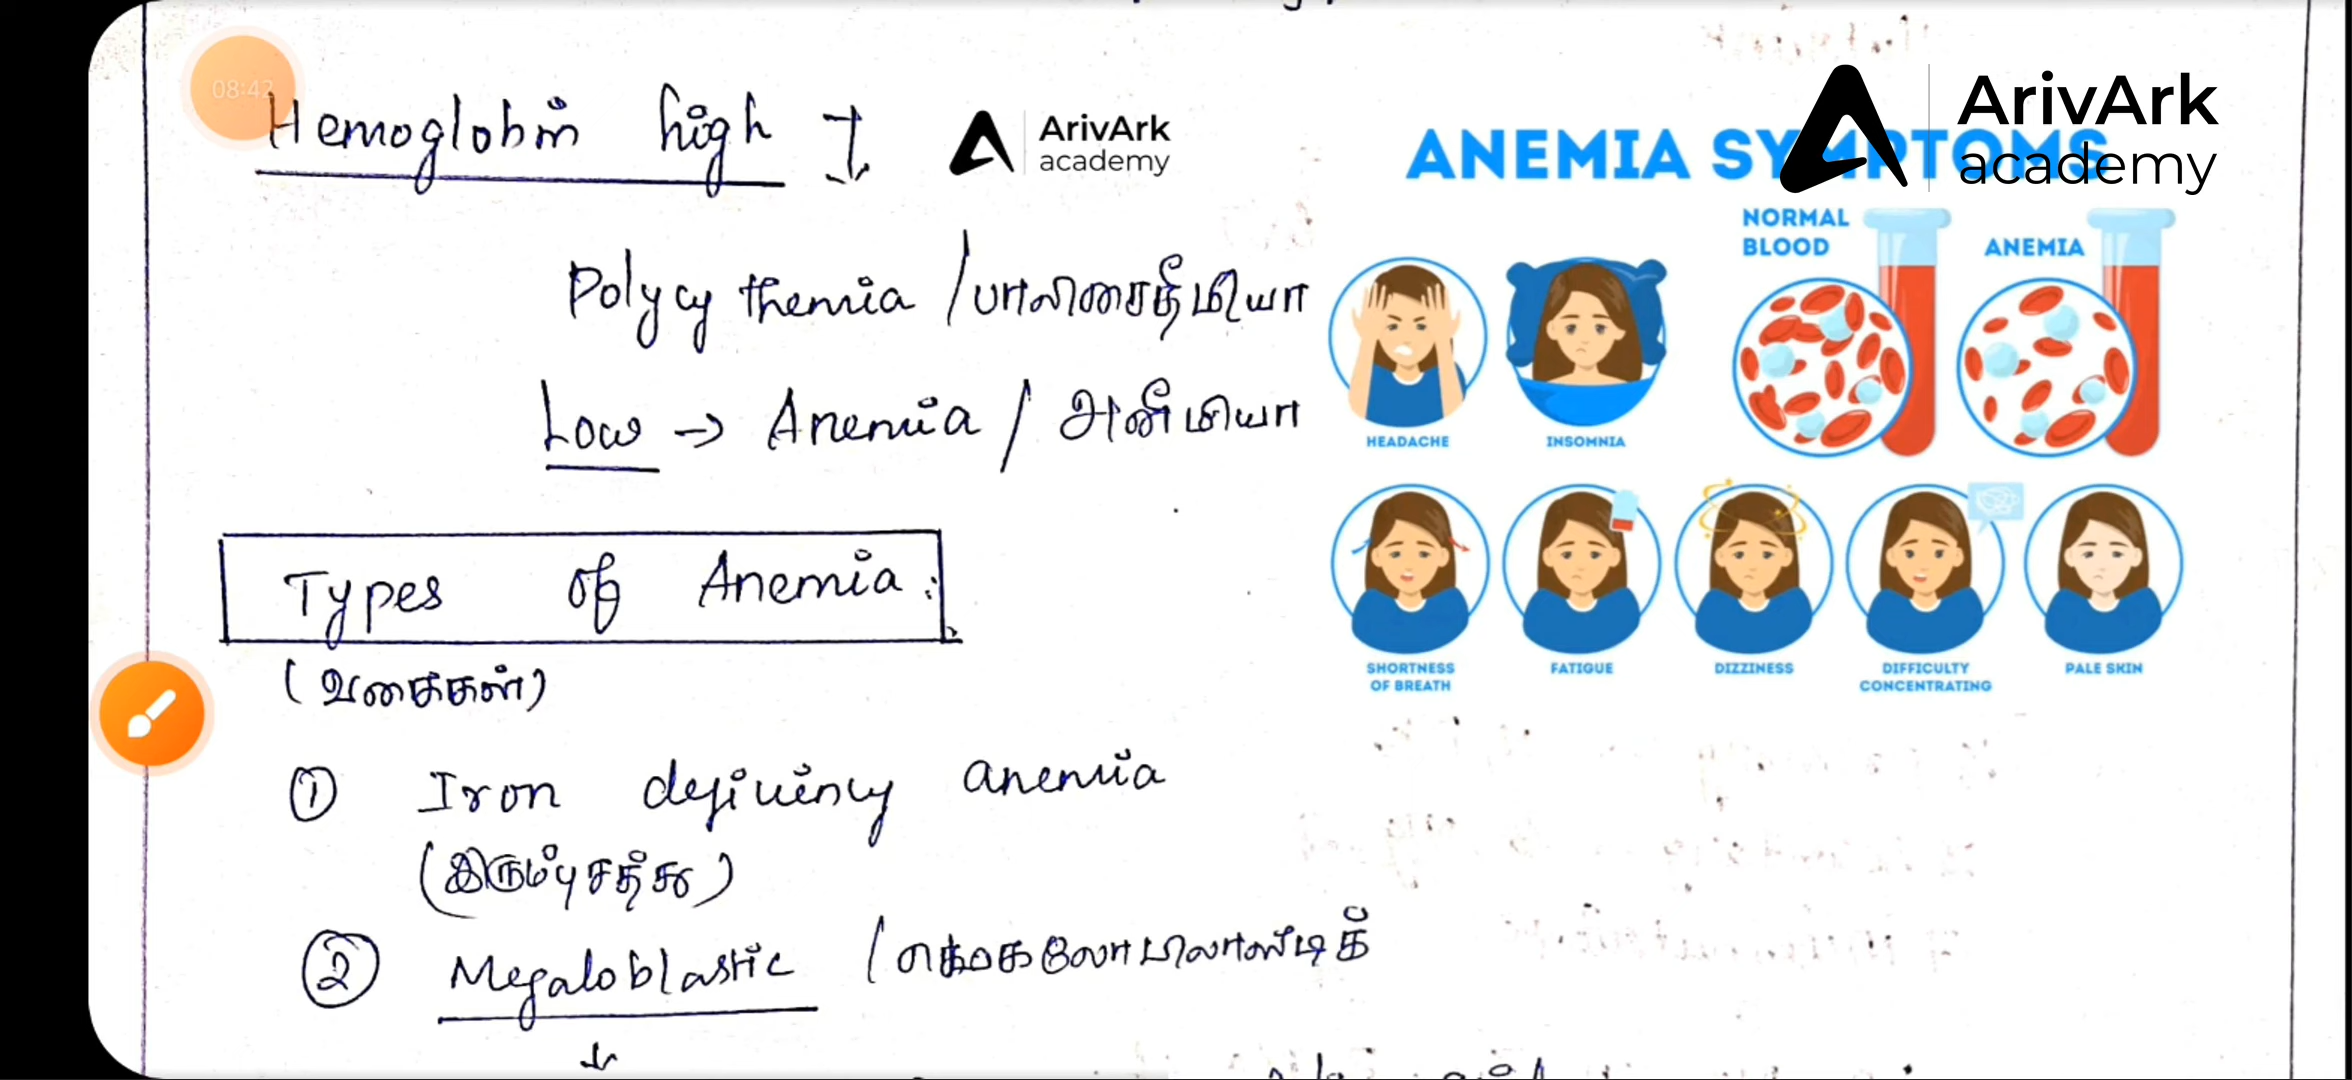 08:42
Hemoglobin high
ArivArk
academy
ArivArk
academy
ANEMIA SYMPTOMS
NORMAL
BLOOD
ANEMIA
Polycythemia /
Low → Anemia / அனிமியா
HEADACHE
INSOMNIA
Types of Anemia :
(வகைகள்)
SHORTNESS
OF BREATH
FATIGUE
DIZZINESS
DIFFICULTY
CONCENTRATING
PALE SKIN
① Iron deficiency anemia
(இரும்புசத்து)
② Megaloblastic /